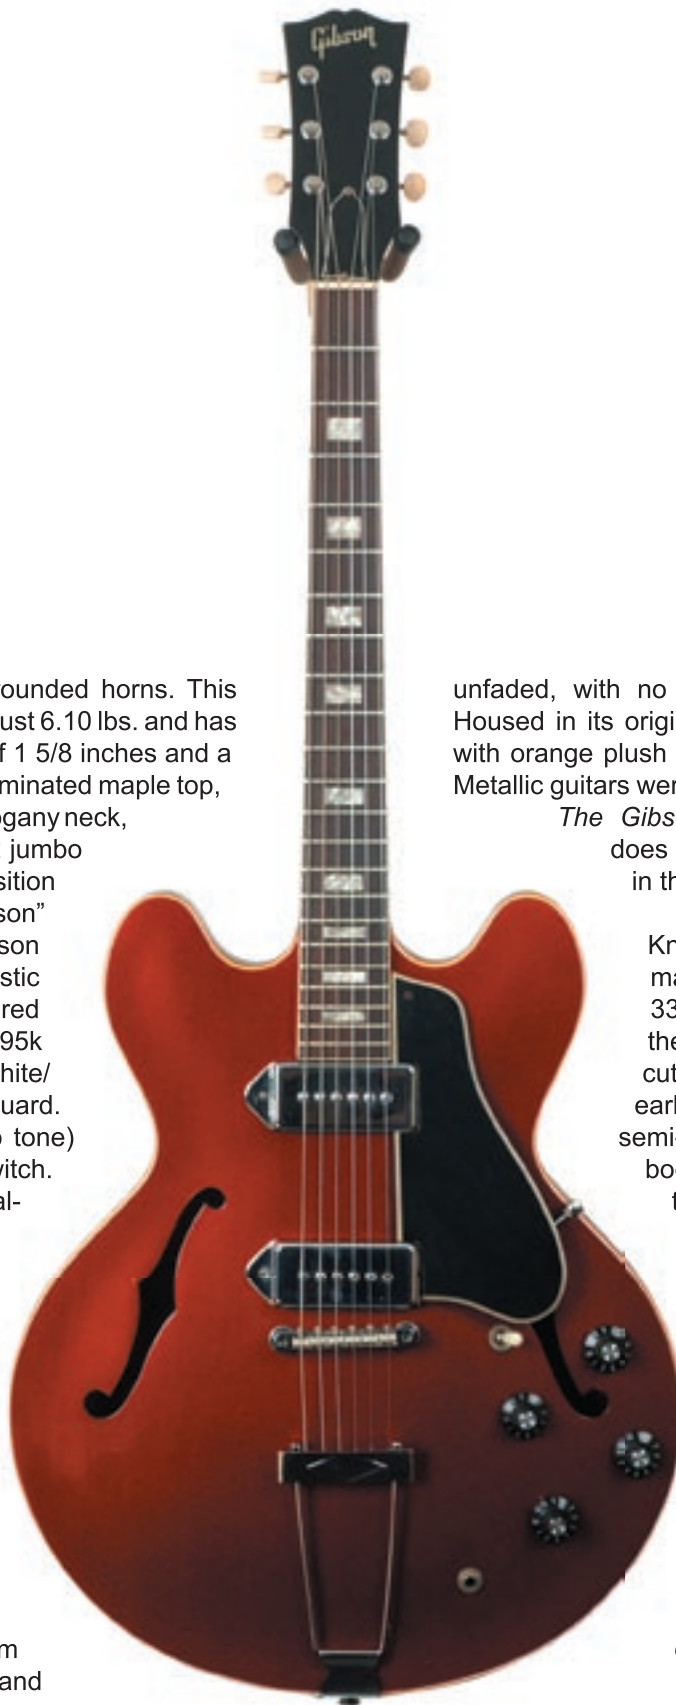 Gibson
rounded horns. This
ust 6.10 lbs. and has
f 1 5/8 inches and a
minated maple top,
ogany neck,
jumbo
sition
son”
son
stic
red
95k
hite/
uard.
tone)
witch.
al-
m
and
unfaded, with no
Housed in its origi
with orange plush
Metallic guitars wer
The Gibs
does
in th
Kn
ma
33
the
cut
earl
semi-
bo
t